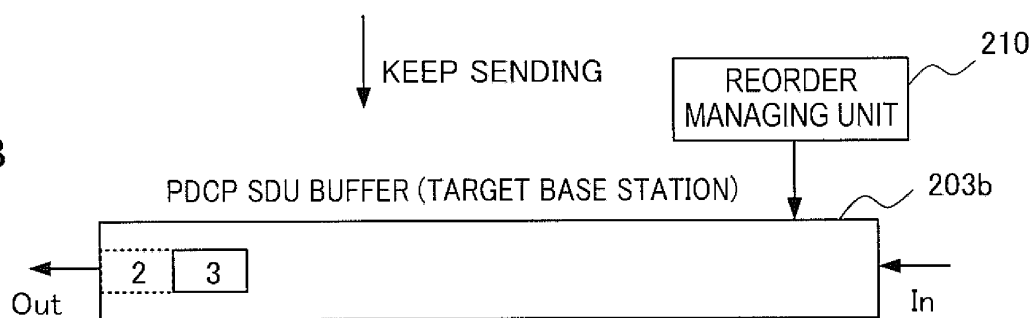 210
KEEP SENDING
REORDER
MANAGING UNIT
PDCP SDU BUFFER (TARGET BASE STATION)
203b
2 3
Out
In